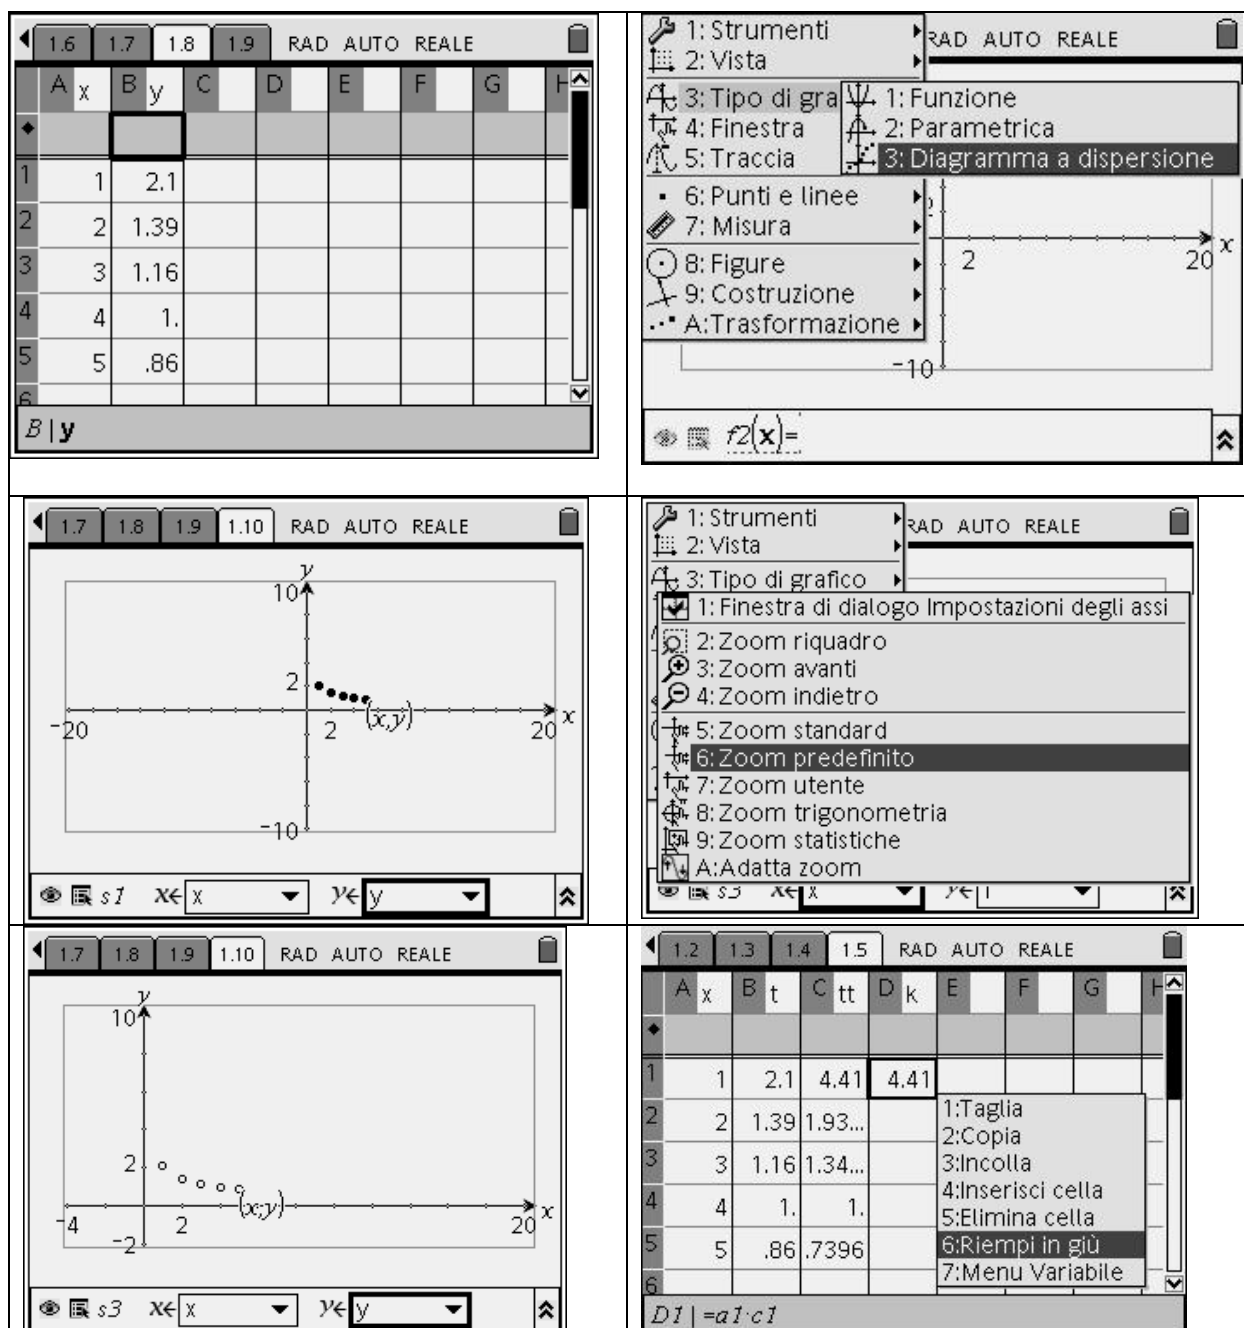 1.6 1.7 1.8 1.9 RAD AUTO REALE
A x B y C D E F G H
1 1 2.1
2 2 1.39
3 3 1.16
4 4 1.
5 5 .86
6
B | y
1: Strumenti
RAD AUTO REALE
2: Vista
3: Tipo di gra
1: Funzione
4: Finestra
2: Parametrica
5: Traccia
3: Diagramma a dispersione
6: Punti e linee
7: Misura
8: Figure
9: Costruzione
A:Trasformazione
2
x
2 20
-10
f2(x)=
1.7 1.8 1.9 1.10 RAD AUTO REALE
y
10
2
(x,y)
-20 2 20 x
-10
s1 x← x y← y
1: Strumenti
RAD AUTO REALE
2: Vista
3: Tipo di grafico
1: Finestra di dialogo Impostazioni degli assi
2: Zoom riquadro
3: Zoom avanti
4: Zoom indietro
5: Zoom standard
6: Zoom predefinito
7: Zoom utente
8: Zoom trigonometria
9: Zoom statistiche
A:Adatta zoom
1.7 1.8 1.9 1.10 RAD AUTO REALE
y
10
2
(x,y)
-4 2 20 x
-2
s3 x← x y← y
1.2 1.3 1.4 1.5 RAD AUTO REALE
A x B t C tt D k E F G H
1 1 2.1 4.41 4.41
2 2 1.39 1.93...
3 3 1.16 1.34...
4 4 1. 1.
5 5 .86 .7396
6
1:Taglia
2:Copia
3:Incolla
4:Inserisci cella
5:Elimina cella
6:Riempi in giù
7:Menu Variabile
D1 | =a1·c1